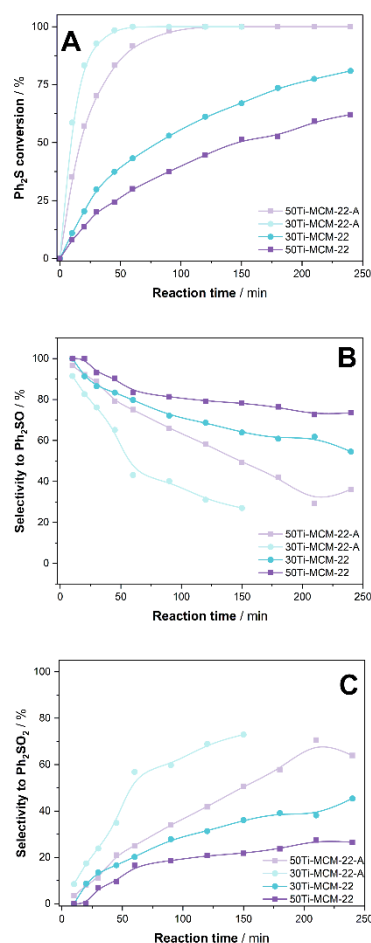 A
Ph2S conversion / %
100
75
50
25
0
50Ti-MCM-22-A
30Ti-MCM-22-A
30Ti-MCM-22
50Ti-MCM-22
0 50 100 150 200 250
Reaction time / min
B
Selectivity to Ph2SO / %
100
80
60
40
20
0
50Ti-MCM-22-A
30Ti-MCM-22-A
30Ti-MCM-22
50Ti-MCM-22
0 50 100 150 200 250
Reaction time / min
C
Selectivity to Ph2SO2 / %
100
80
60
40
20
0
50Ti-MCM-22-A
30Ti-MCM-22-A
30Ti-MCM-22
50Ti-MCM-22
0 50 100 150 200 250
Reaction time / min